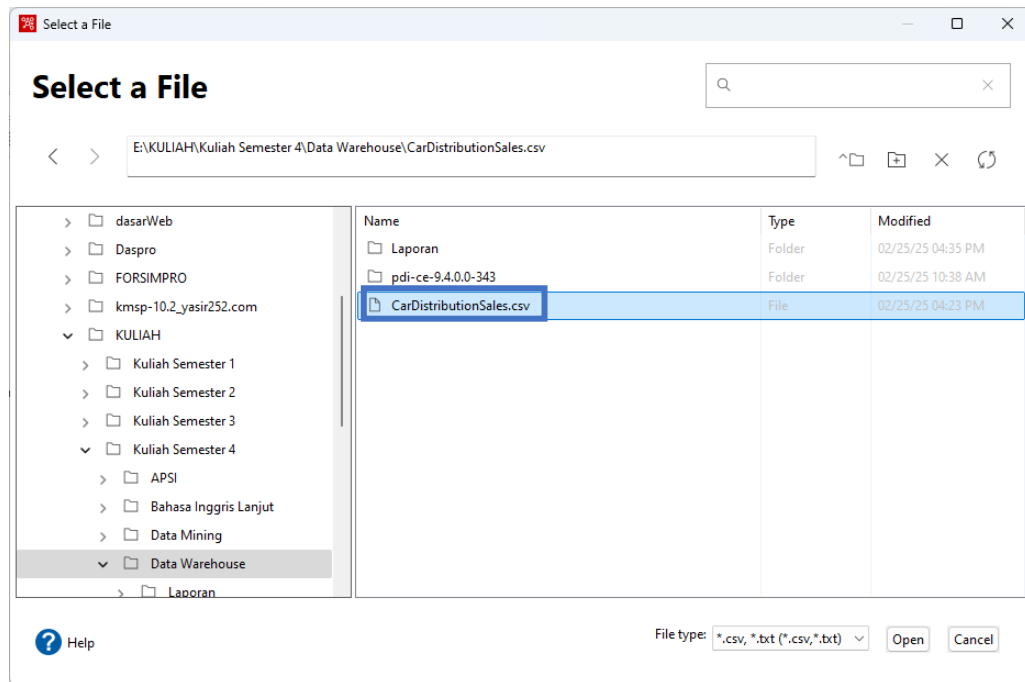 Select a File
Select a File
E:\KULIAH\Kuliah Semester 4\Data Warehouse\CarDistributionSales.csv
dasarWeb
Daspro
FORSIMPRO
kmsp-10.2_yasir252.com
KULIAH
Kuliah Semester 1
Kuliah Semester 2
Kuliah Semester 3
Kuliah Semester 4
APSI
Bahasa Inggris Lanjut
Data Mining
Data Warehouse
Laporan
Name Type Modified
Laporan Folder 02/25/25 04:35 PM
pdi-ce-9.4.0.0-343 Folder 02/25/25 10:38 AM
CarDistributionSales.csv File 02/25/25 04:23 PM
Help
File type: *.csv, *.txt (*.csv,*.txt) Open Cancel